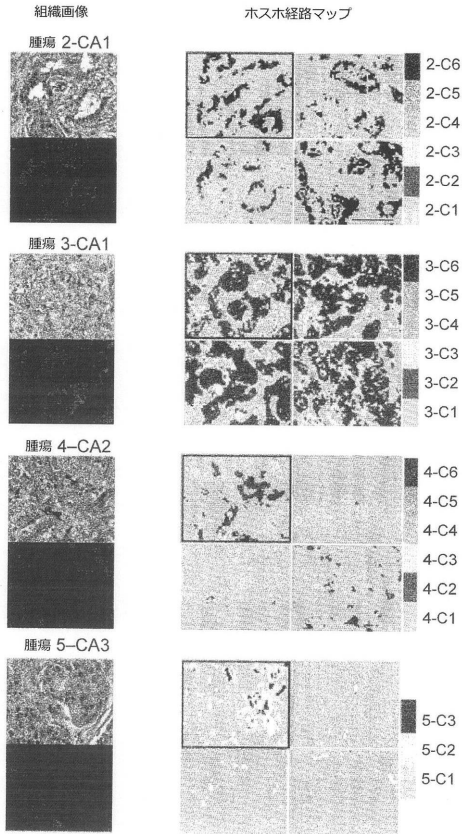 組織画像
ホスホ経路マップ
腫瘍 2-CA1
2-C6
2-C5
2-C4
2-C3
2-C2
2-C1
腫瘍 3-CA1
3-C6
3-C5
3-C4
3-C3
3-C2
3-C1
腫瘍 4–CA2
4-C6
4-C5
4-C4
4-C3
4-C2
4-C1
腫瘍 5–CA3
5-C3
5-C2
5-C1